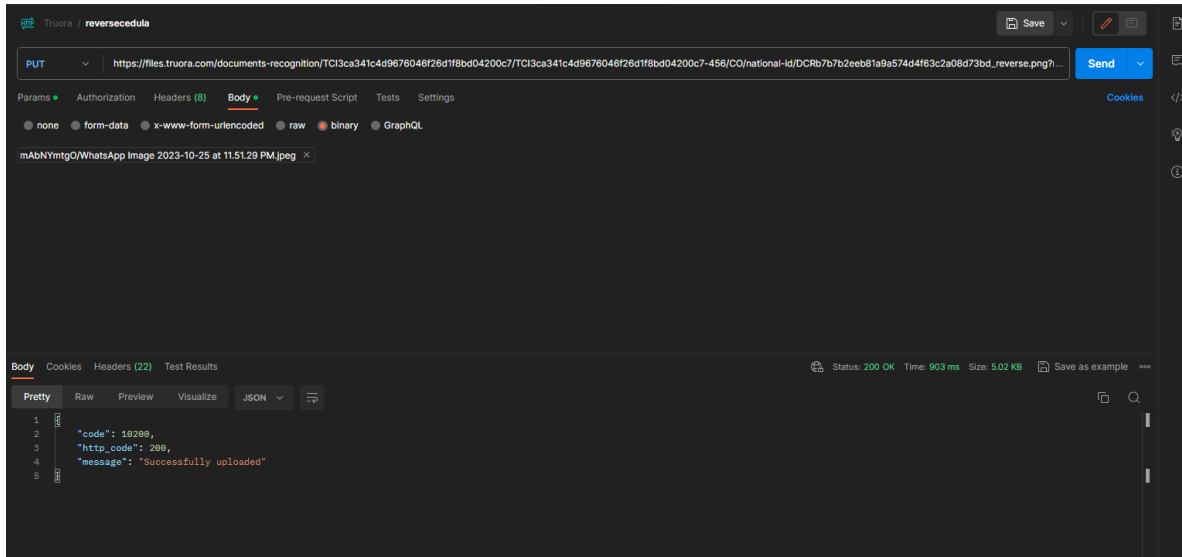 HTTP Truora / reversecedula
Save
PUT https://files.truora.com/documents-recognition/TCI3ca341c4d9676046f26d1f8bd04200c7/TCI3ca341c4d9676046f26d1f8bd04200c7-456/CO/national-id/DCRb7b7b2eeb81a9a574d4f63c2a08d73bd_reverse.png?i... Send
Params Authorization Headers (8) Body Pre-request Script Tests Settings Cookies
none form-data x-www-form-urlencoded raw binary GraphQL
mAbNYmtgO/WhatsApp Image 2023-10-25 at 11.51.29 PM.jpeg ×
Body Cookies Headers (22) Test Results Status: 200 OK Time: 903 ms Size: 5.02 KB Save as example
Pretty Raw Preview Visualize JSON
1 {
2 "code": 10200,
3 "http_code": 200,
4 "message": "Successfully uploaded"
5 }